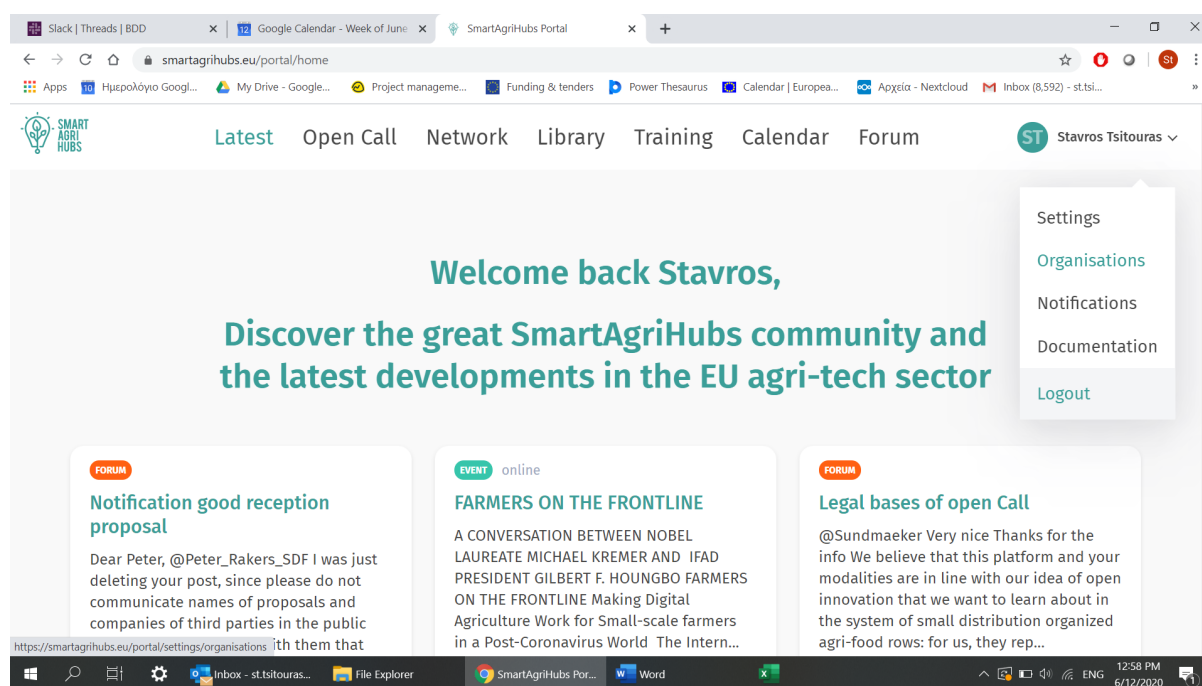 Slack | Threads | BDD
12 Google Calendar - Week of June
SmartAgriHubs Portal
smartagrihubs.eu/portal/home
St
Apps
10 Ημερολόγιο Googl...
My Drive - Google...
Project manageme...
Funding & tenders
Power Thesaurus
Calendar | Europea...
Αρχεία - Nextcloud
Inbox (8,592) - st.tsi...
»
SMART
AGRI
HUBS
Latest Open Call Network Library Training Calendar Forum
ST Stavros Tsitouras
Settings
Organisations
Notifications
Documentation
Logout
Welcome back Stavros,
Discover the great SmartAgriHubs community and
the latest developments in the EU agri-tech sector
FORUM
Notification good reception
proposal
Dear Peter, @Peter_Rakers_SDF I was just
deleting your post, since please do not
communicate names of proposals and
companies of third parties in the public
ith them that
EVENT online
FARMERS ON THE FRONTLINE
A CONVERSATION BETWEEN NOBEL
LAUREATE MICHAEL KREMER AND IFAD
PRESIDENT GILBERT F. HOUNGBO FARMERS
ON THE FRONTLINE Making Digital
Agriculture Work for Small-scale farmers
in a Post-Coronavirus World The Intern...
FORUM
Legal bases of open Call
@Sundmaeker Very nice Thanks for the
info We believe that this platform and your
modalities are in line with our idea of open
innovation that we want to learn about in
the system of small distribution organized
agri-food rows: for us, they rep...
https://smartagrihubs.eu/portal/settings/organisations
Inbox - st.tsitouras...
File Explorer
SmartAgriHubs Por...
Word
ENG
12:58 PM
6/12/2020